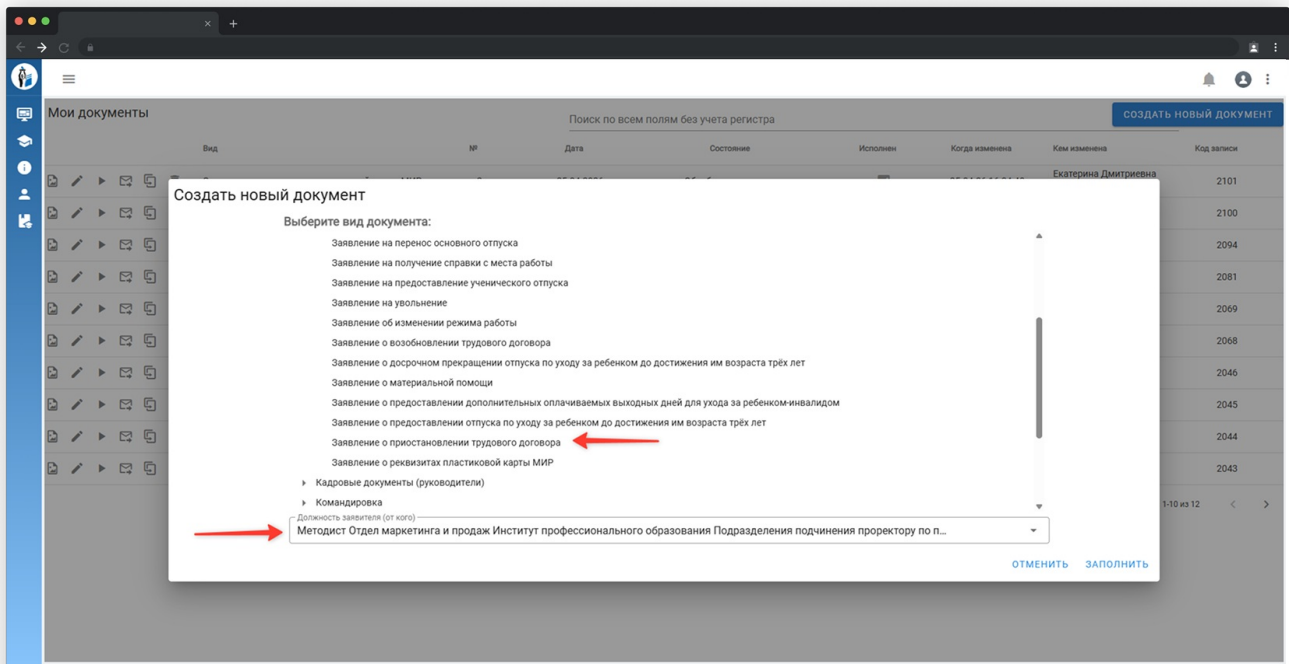 Мои документы
Поиск по всем полям без учета регистра
СОЗДАТЬ НОВЫЙ ДОКУМЕНТ
Вид № Дата Состояние Исполнен Когда изменена Кем изменена Код записи
Екатерина Дмитриевна
2101
Создать новый документ
Выберите вид документа:
2100
Заявление на перенос основного отпуска
2094
Заявление на получение справки с места работы
Заявление на предоставление ученического отпуска
2081
Заявление на увольнение
2069
Заявление об изменении режима работы
Заявление о возобновлении трудового договора
2068
Заявление о досрочном прекращении отпуска по уходу за ребенком до достижения им возраста трёх лет
2046
Заявление о материальной помощи
Заявление о предоставлении дополнительных оплачиваемых выходных дней для ухода за ребенком-инвалидом
2045
Заявление о предоставлении отпуска по уходу за ребенком до достижения им возраста трёх лет
2044
Заявление о приостановлении трудового договора
Заявление о реквизитах пластиковой карты МИР
2043
Кадровые документы (руководители)
Командировка
1-10 из 12
Должность заявителя (от кого)
Методист Отдел маркетинга и продаж Институт профессионального образования Подразделения подчинения проректору по п...
ОТМЕНИТЬ ЗАПОЛНИТЬ